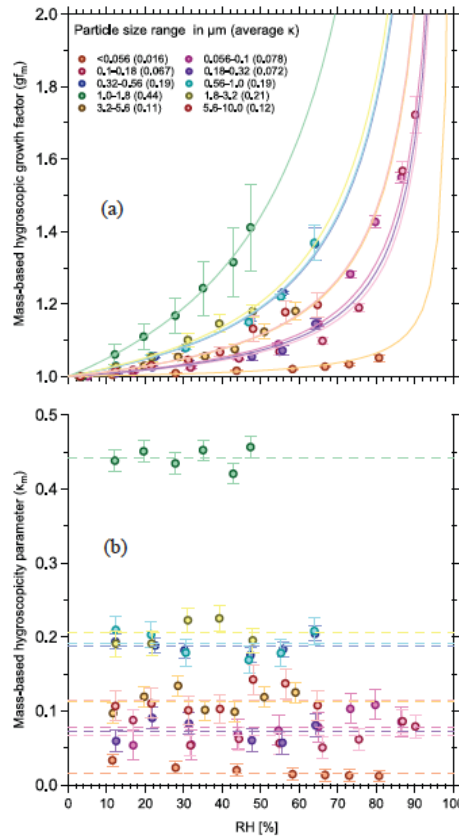 Particle size range in µm (average κ)
<0.056 (0.016) 0.056–0.1 (0.078)
0.1–0.18 (0.067) 0.18–0.32 (0.072)
0.32–0.56 (0.19) 0.56–1.0 (0.19)
1.0–1.8 (0.44) 1.8–3.2 (0.21)
3.2–5.6 (0.11) 5.6–10.0 (0.12)
(a)
Mass-based hygroscopic growth factor (gfm)
2.0
1.8
1.6
1.4
1.2
1.0
(b)
Mass-based hygroscopicity parameter (κm)
0.5
0.4
0.3
0.2
0.1
0.0
0 10 20 30 40 50 60 70 80 90 100
RH [%]